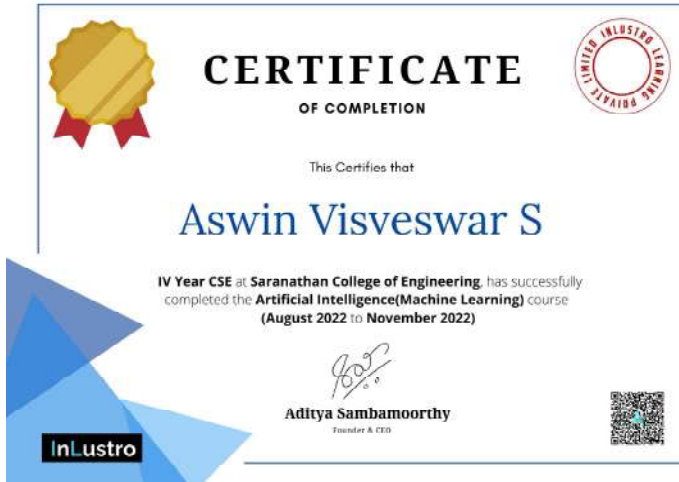 CERTIFICATE
OF COMPLETION
INLUSTRO LEARNING PRIVATE LIMITED
This Certifies that
Aswin Visveswar S
IV Year CSE at Saranathan College of Engineering, has successfully
completed the Artificial Intelligence(Machine Learning) course
(August 2022 to November 2022)
Aditya Sambamoorthy
Founder & CEO
InLustro